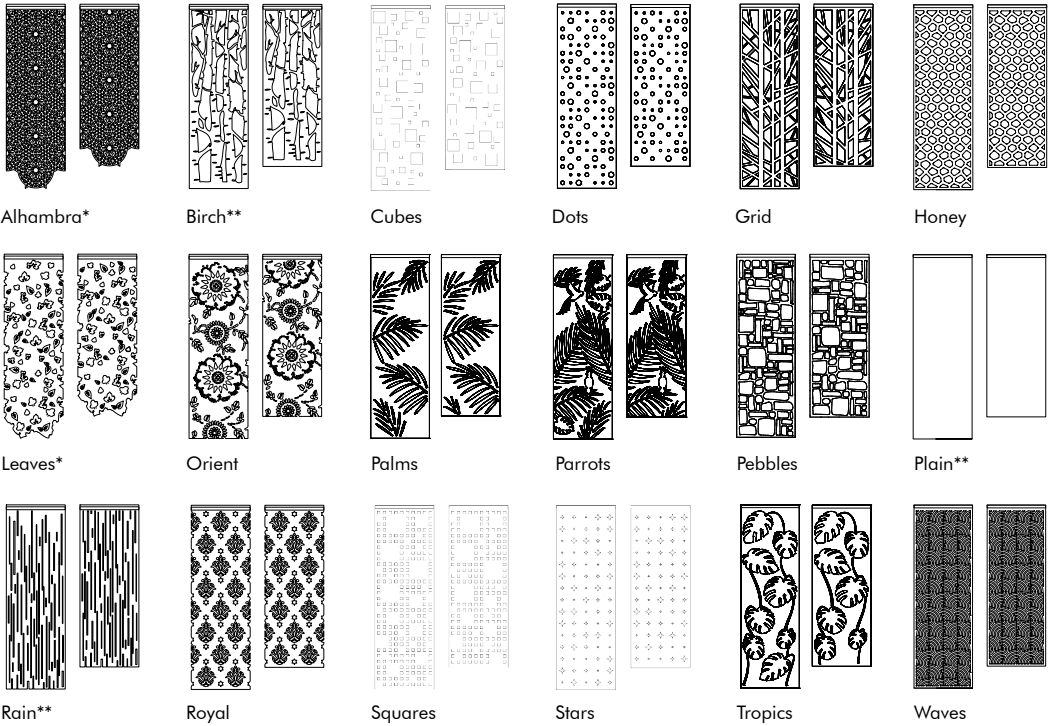 Alhambra* Birch** Cubes Dots Grid Honey
Leaves* Orient Palms Parrots Pebbles Plain**
Rain** Royal Squares Stars Tropics Waves